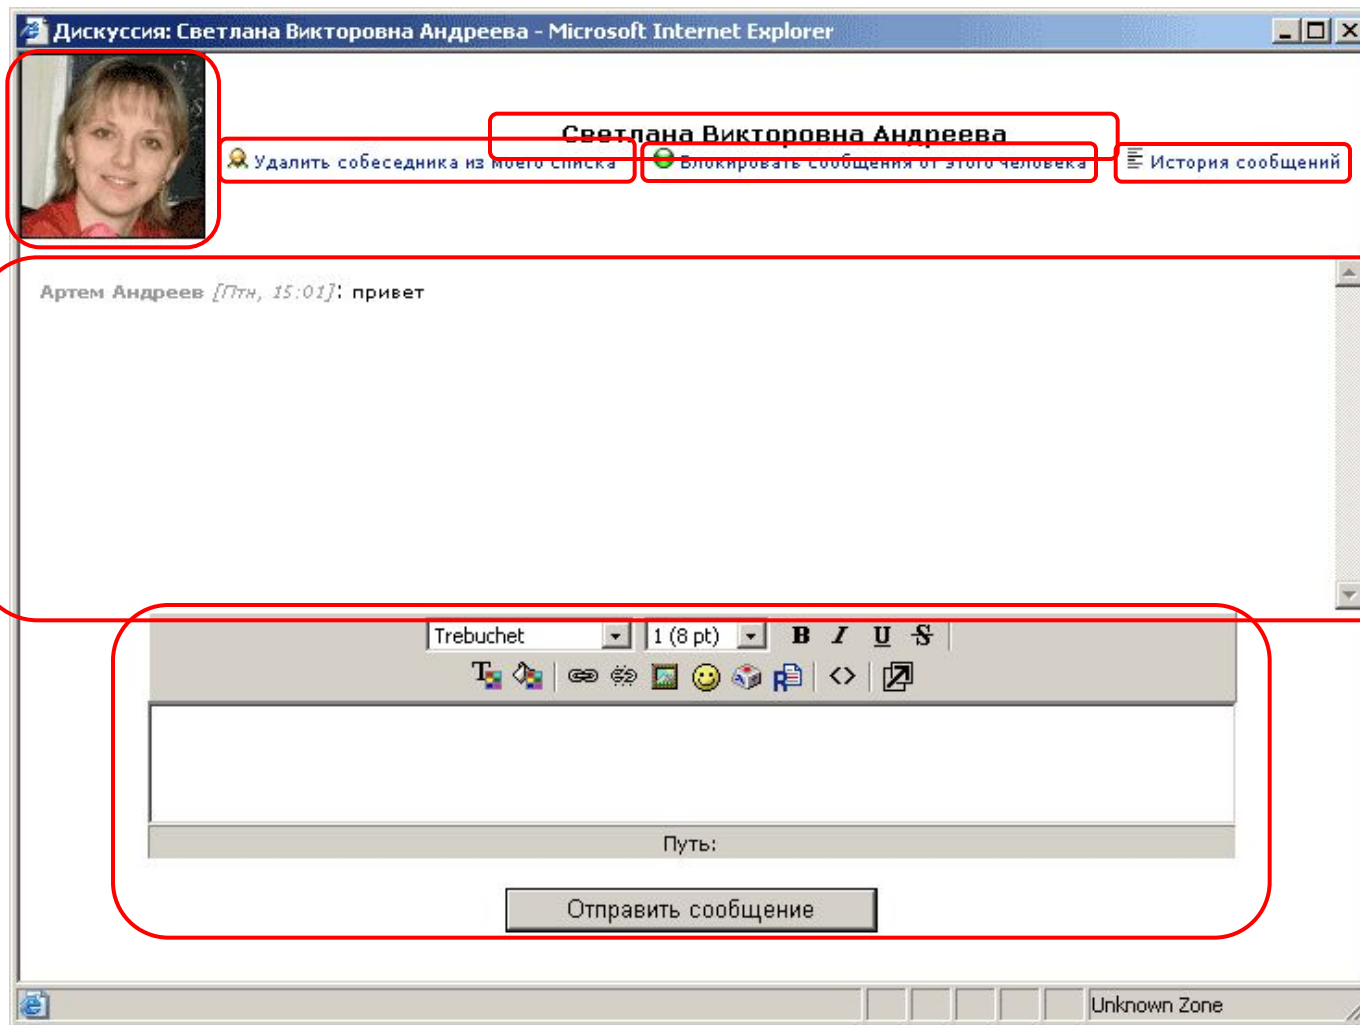 Дискуссия: Светлана Викторовна Андреева - Microsoft Internet Explorer
Светлана Викторовна Андреева
Удалить собеседника из моего списка Блокировать сообщения от этого человека История сообщений
Артем Андреев [Птн, 15:01]: привет
Trebuchet 1 (8 pt) B I U S
Путь:
Отправить сообщение
Unknown Zone